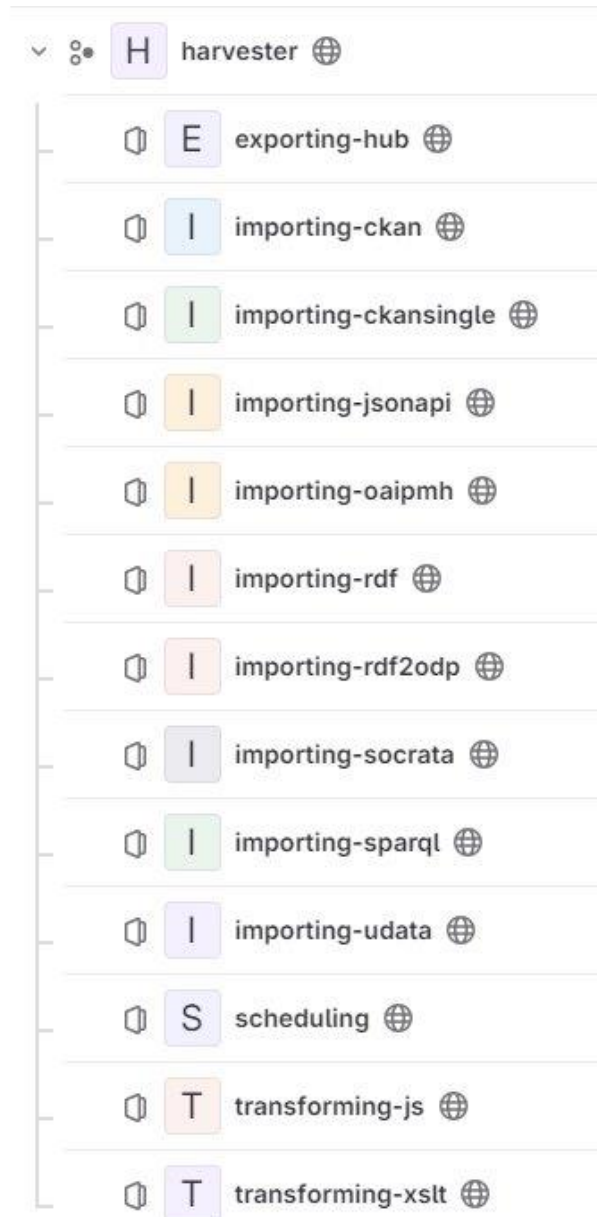 H harvester
E exporting-hub
I importing-ckan
I importing-ckansingle
I importing-jsonapi
I importing-oaipmh
I importing-rdf
I importing-rdf2odp
I importing-socrata
I importing-sparql
I importing-udata
S scheduling
T transforming-js
T transforming-xslt